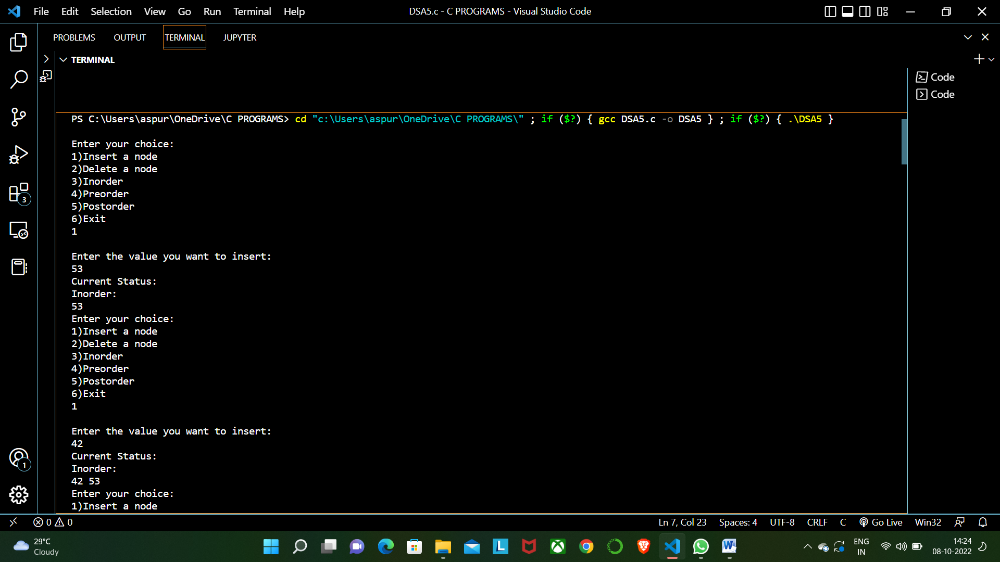 File Edit Selection View Go Run Terminal Help
DSA5.c - C PROGRAMS - Visual Studio Code
PROBLEMS OUTPUT TERMINAL JUPYTER
TERMINAL
Code
Code
PS C:\Users\aspur\OneDrive\C PROGRAMS> cd "c:\Users\aspur\OneDrive\C PROGRAMS\" ; if ($?) { gcc DSA5.c -o DSA5 } ; if ($?) { .\DSA5 }
Enter your choice:
1)Insert a node
2)Delete a node
3)Inorder
4)Preorder
5)Postorder
6)Exit
1
Enter the value you want to insert:
53
Current Status:
Inorder:
53
Enter your choice:
1)Insert a node
2)Delete a node
3)Inorder
4)Preorder
5)Postorder
6)Exit
1
Enter the value you want to insert:
42
Current Status:
Inorder:
42 53
Enter your choice:
1)Insert a node
3
1
0 0
Ln 7, Col 23 Spaces: 4 UTF-8 CRLF C Go Live Win32
29°C
Cloudy
L
W
ENG
IN
14:24
08-10-2022